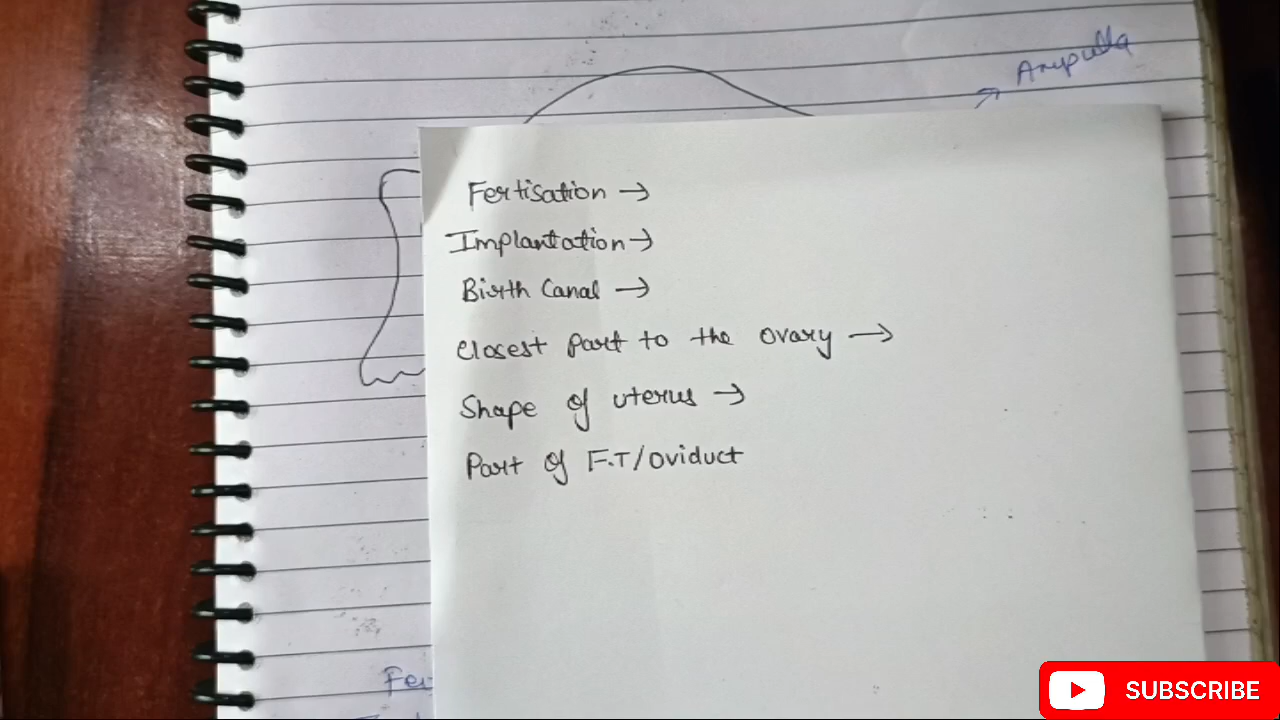 Ampulla
Fertisation →
Implantation →
Birth Canal →
Closest part to the ovary →
Shape of uterus →
Part of F.T/oviduct
SUBSCRIBE